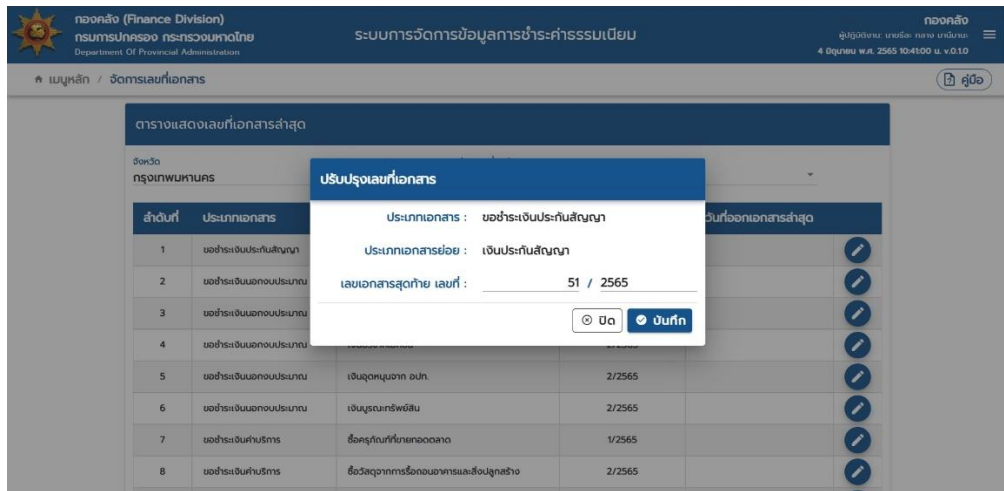 กองคลัง (Finance Division)
กรมการปกครอง กระทรวงมหาดไทย
Department Of Provincial Administration
ระบบการจัดการข้อมูลการชำระค่าธรรมเนียม
กองคลัง
ผู้ปฏิบัติงาน: นายธีละ กลาง นามานะ
4 มิถุนายน พ.ศ. 2565 10:41:00 น. v.0.1.0
เมนูหลัก / จัดการเลขที่เอกสาร
คู่มือ
ตารางแสดงเลขที่เอกสารล่าสุด
จังหวัด
กรุงเทพมหานคร
ปรับปรุงเลขที่เอกสาร
ประเภทเอกสาร : ขอชำระเงินประกันสัญญา
ประเภทเอกสารย่อย : เงินประกันสัญญา
เลขเอกสารสุดท้าย เลขที่ : 51 / 2565
ปิด บันทึก
ลำดับที่ ประเภทเอกสาร วันที่ออกเอกสารล่าสุด
1 ขอชำระเงินประกันสัญญา
2 ขอชำระเงินนอกงบประมาณ
3 ขอชำระเงินนอกงบประมาณ
4 ขอชำระเงินนอกงบประมาณ
5 ขอชำระเงินนอกงบประมาณ เงินอุดหนุนจาก อปท. 2/2565
6 ขอชำระเงินนอกงบประมาณ เงินบูรณะทรัพย์สิน 2/2565
7 ขอชำระเงินค่าบริการ ซื้อครุภัณฑ์ที่ขายทอดตลาด 1/2565
8 ขอชำระเงินค่าบริการ ซื้อวัสดุจากการรื้อถอนอาคารและสิ่งปลูกสร้าง 2/2565